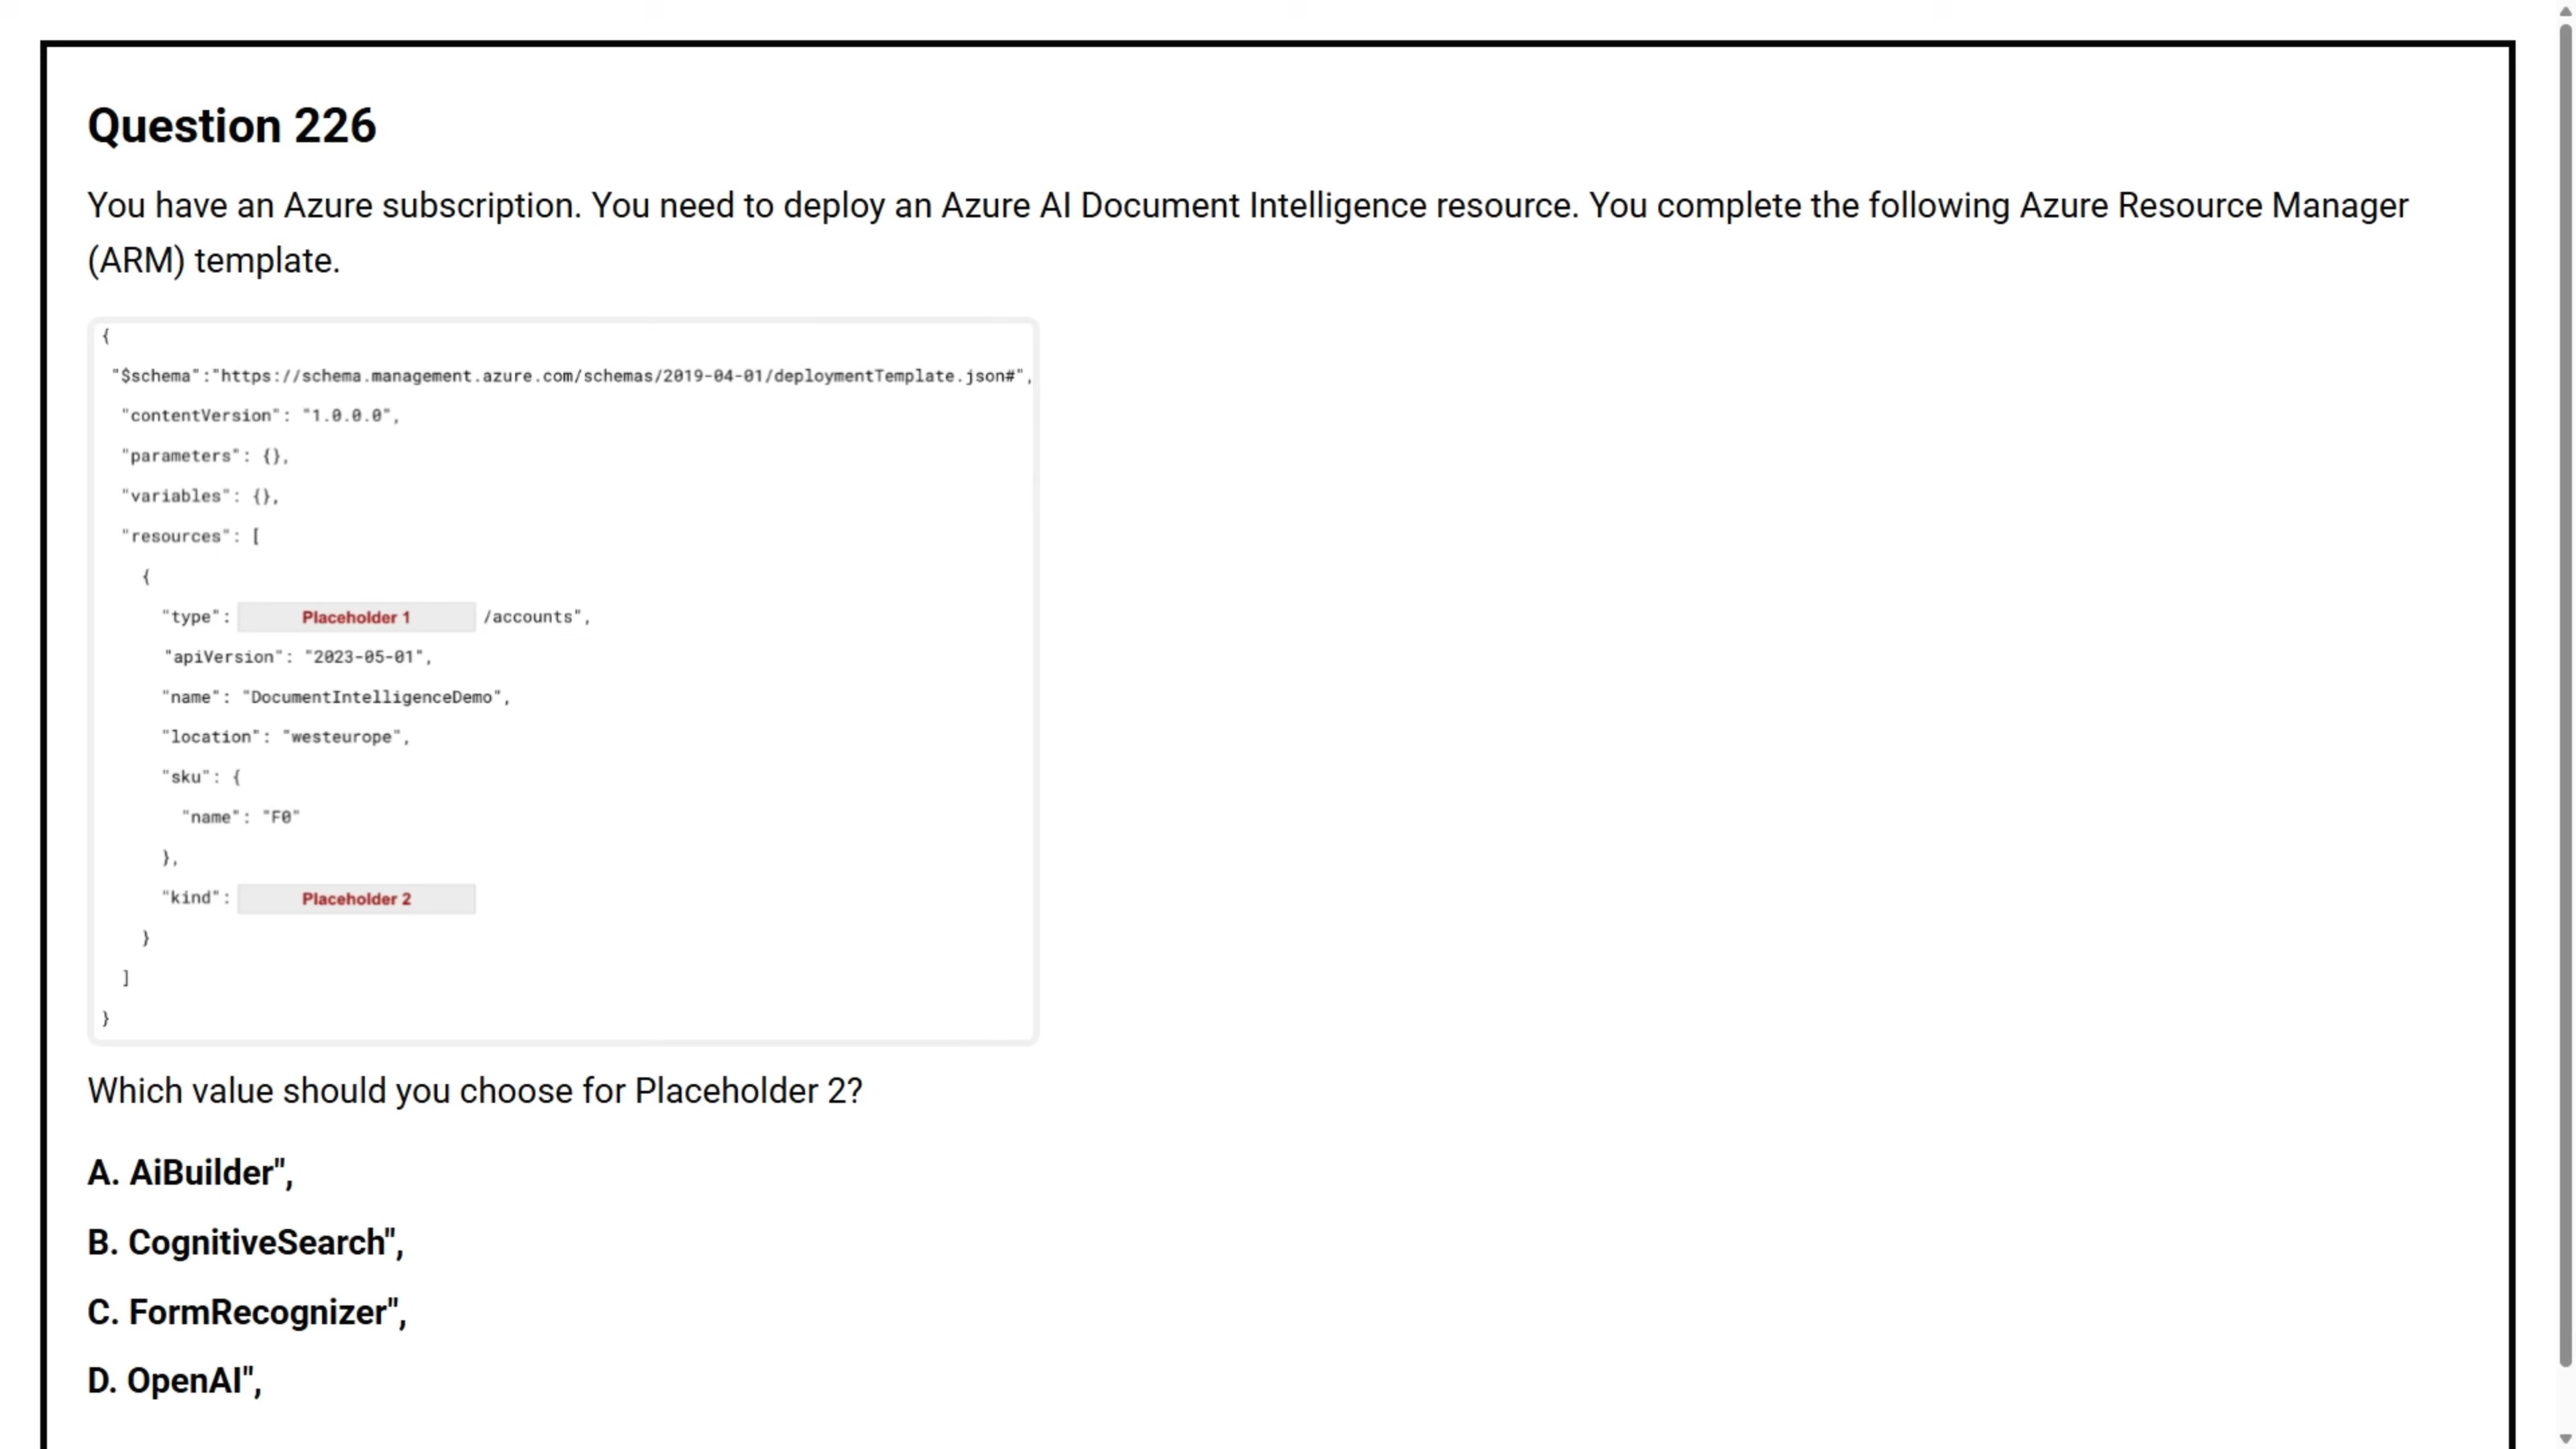 Question 226
You have an Azure subscription. You need to deploy an Azure AI Document Intelligence resource. You complete the following Azure Resource Manager
(ARM) template.
{
"$schema":"https://schema.management.azure.com/schemas/2019-04-01/deploymentTemplate.json#",
"contentVersion": "1.0.0.0",
"parameters": {},
"variables": {},
"resources": [
{
"type": Placeholder 1 /accounts",
"apiVersion": "2023-05-01",
"name": "DocumentIntelligenceDemo",
"location": "westeurope",
"sku": {
"name": "F0"
},
"kind": Placeholder 2
}
]
}
Which value should you choose for Placeholder 2?
A. AiBuilder",
B. CognitiveSearch",
C. FormRecognizer",
D. OpenAI",